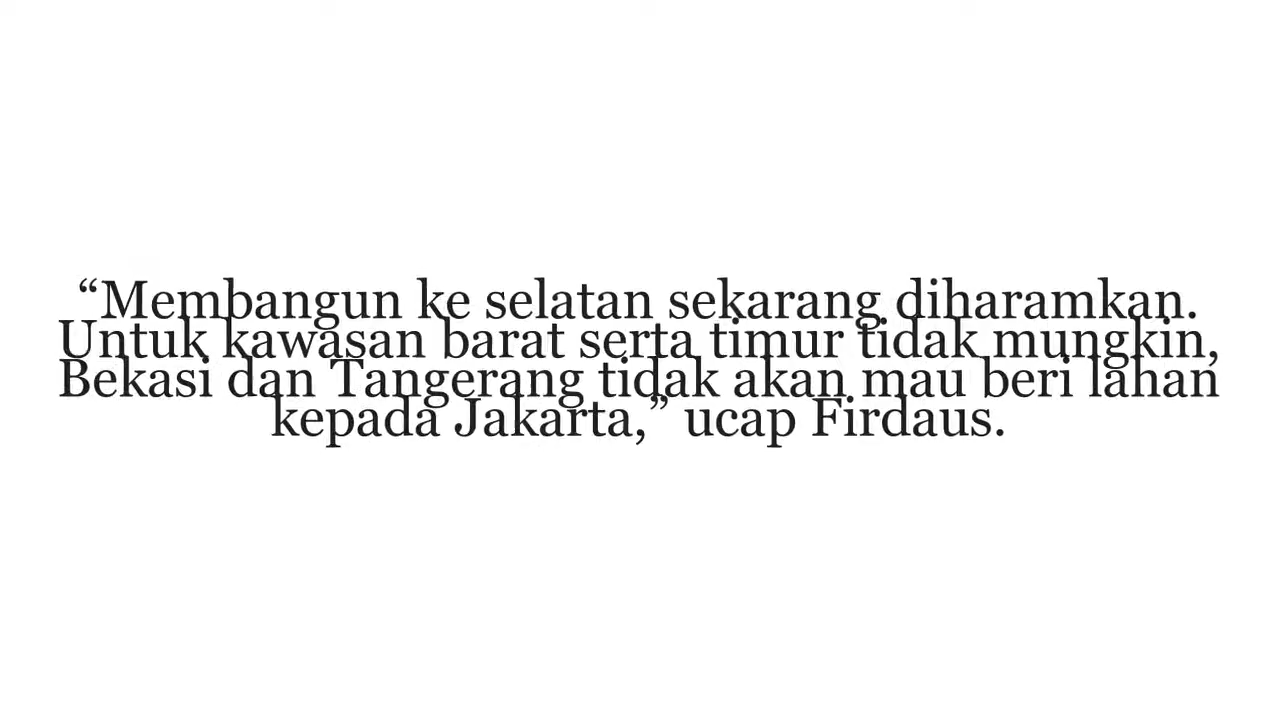 “Membangun ke selatan sekarang diharamkan.
Untuk kawasan barat serta timur tidak mungkin,
Bekasi dan Tangerang tidak akan mau beri lahan
kepada Jakarta,” ucap Firdaus.